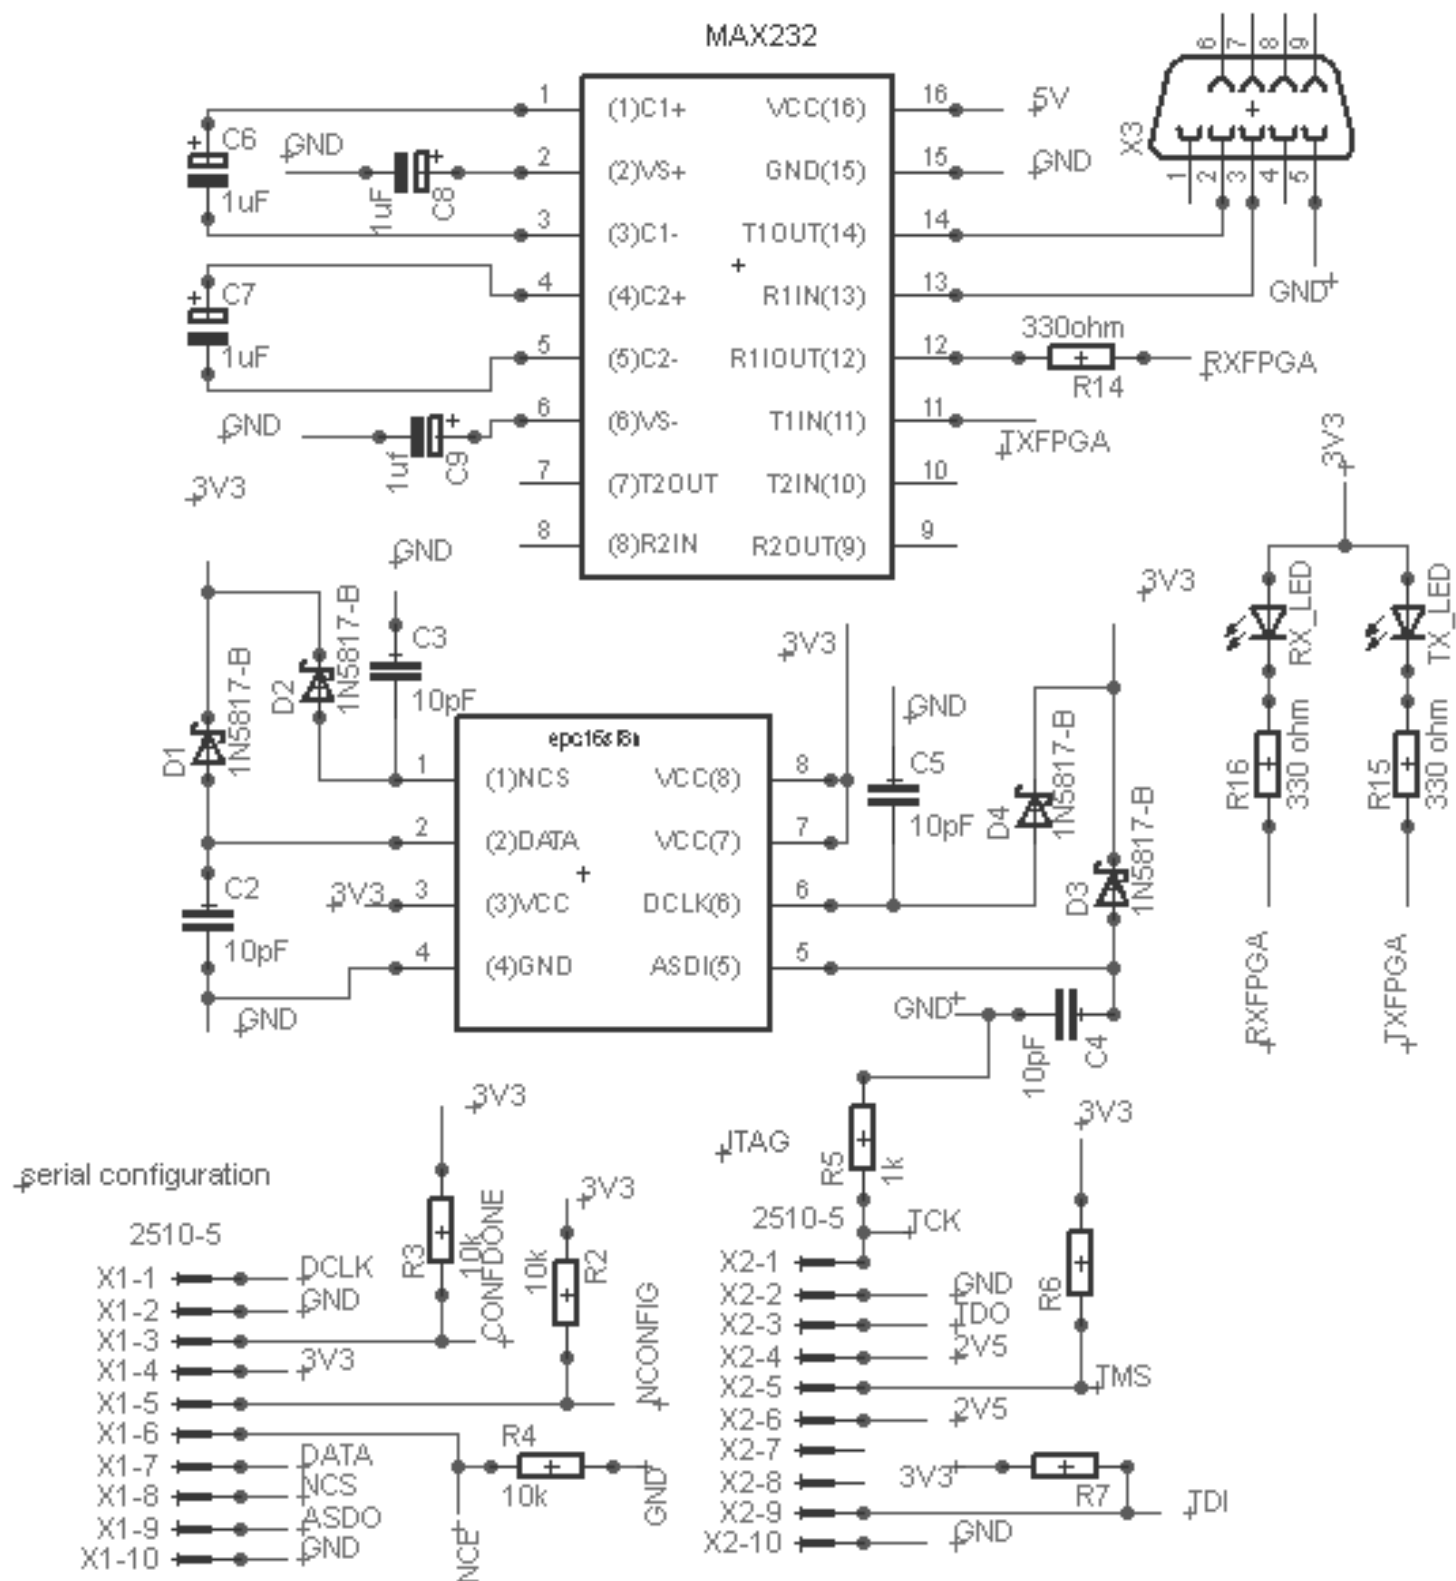 MAX232
6 7 8 9
X3
1 2 3 4 5
GND
1 (1)C1+ VCC(16) 16 5V
C6
1uF
GND
1uF
C8
2 (2)VS+ GND(15) 15 GND
3 (3)C1- T1OUT(14) 14
C7
1uF
4 (4)C2+ R1IN(13) 13
5 (5)C2- R1IOUT(12) 12
330ohm
R14
RXFPGA
GND
1uf
C9
6 (6)VS- T1IN(11) 11
TXFPGA
7 (7)T2OUT T2IN(10) 10
8 (8)R2IN R2OUT(9) 9
3V3
D1
1N5817-B
D2
1N5817-B
GND
C3
10pF
3V3
RX_LED
TX_LED
R16
330 ohm
R15
330 ohm
RXFPGA
TXFPGA
1 (1)NCS VCC(8) 8
2 (2)DATA VCC(7) 7
3V3
3 (3)VCC DCLK(6) 6
4 (4)GND ASDI(5) 5
C2
10pF
GND
3V3
GND
C5
10pF
3V3
D4
1N5817-B
D3
1N5817-B
GND
10pF
C4
serial configuration
2510-5
3V3
R3
10k
CONFDONE
3V3
10k
R2
NCONFIG
X1-1 DCLK
X1-2 GND
X1-3
X1-4 3V3
X1-5
X1-6
X1-7 DATA
X1-8 NCS
X1-9 ASDO
X1-10 GND
R4
10k
GND
NCE
JTAG
R5
1k
2510-5
TCK
3V3
R6
X2-1
X2-2 GND
X2-3 TDO
X2-4 2V5
X2-5 TMS
X2-6 2V5
X2-7
X2-8
3V3
R7
X2-9 TDI
X2-10 GND